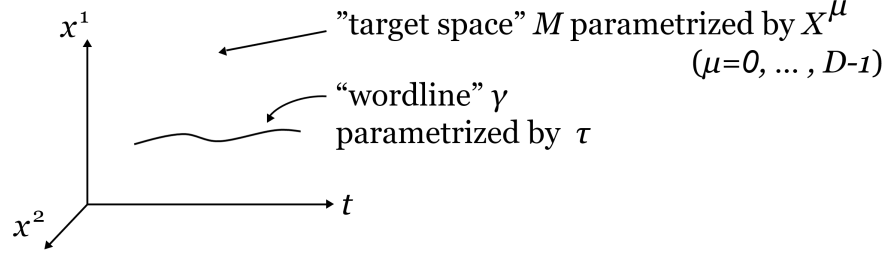 x¹
”target space” M parametrized by X^μ
(μ=0, ... , D-1)
“wordline” γ
parametrized by τ
t
x²